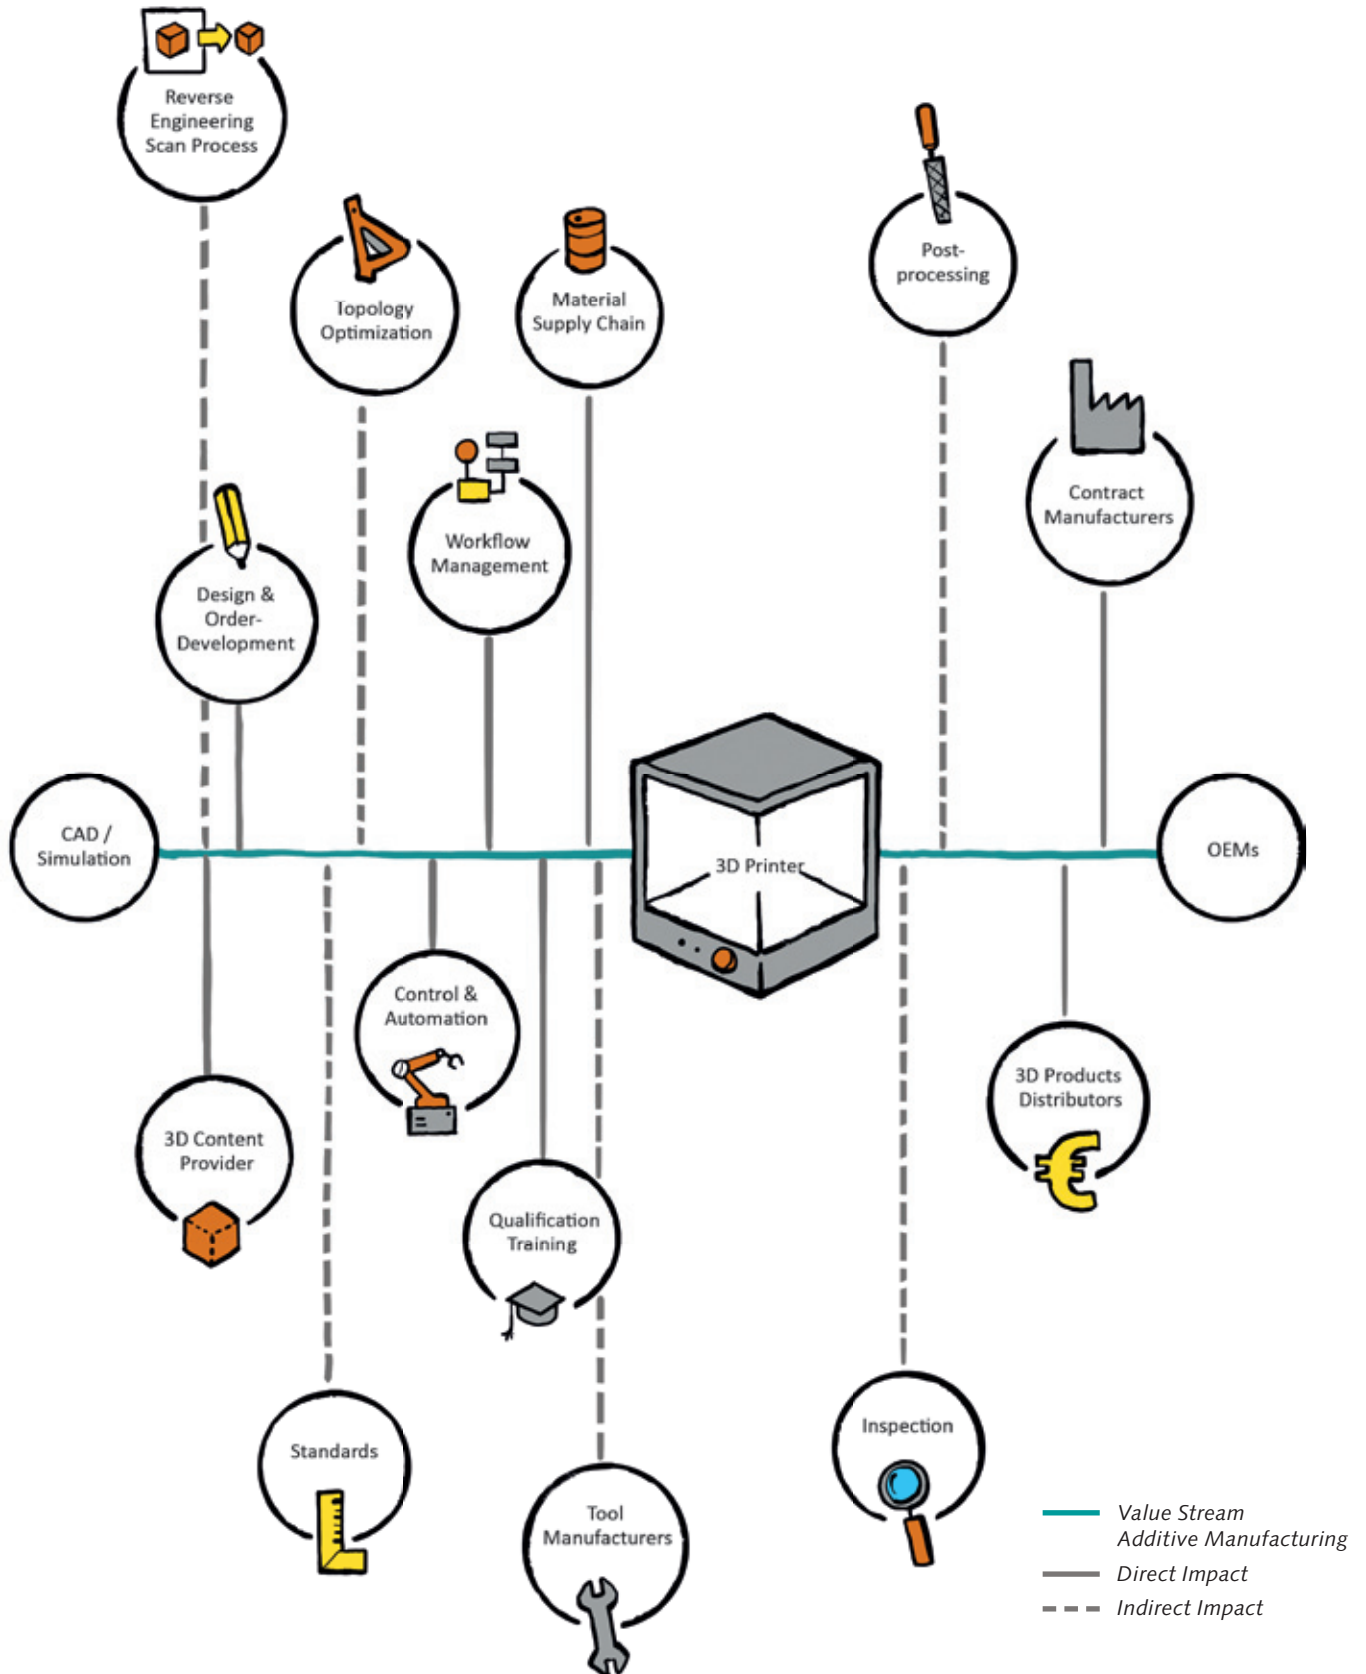 Reverse
Engineering
Scan Process
Post-
processing
Topology
Optimization
Material
Supply Chain
Contract
Manufacturers
Workflow
Management
Design &
Order-
Development
CAD /
Simulation
3D Printer
OEMs
Control &
Automation
3D Products
Distributors
3D Content
Provider
Qualification
Training
Standards
Inspection
Tool
Manufacturers
Value Stream
Additive Manufacturing
Direct Impact
Indirect Impact